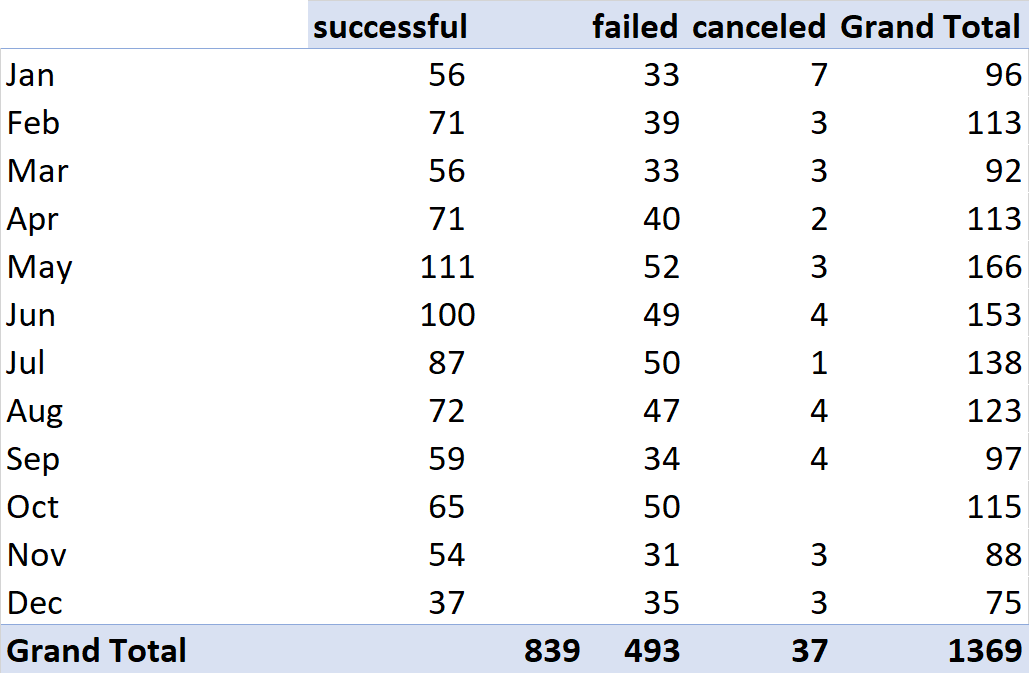 successful failed canceled Grand Total
Jan 56 33 7 96
Feb 71 39 3 113
Mar 56 33 3 92
Apr 71 40 2 113
May 111 52 3 166
Jun 100 49 4 153
Jul 87 50 1 138
Aug 72 47 4 123
Sep 59 34 4 97
Oct 65 50 115
Nov 54 31 3 88
Dec 37 35 3 75
Grand Total 839 493 37 1369